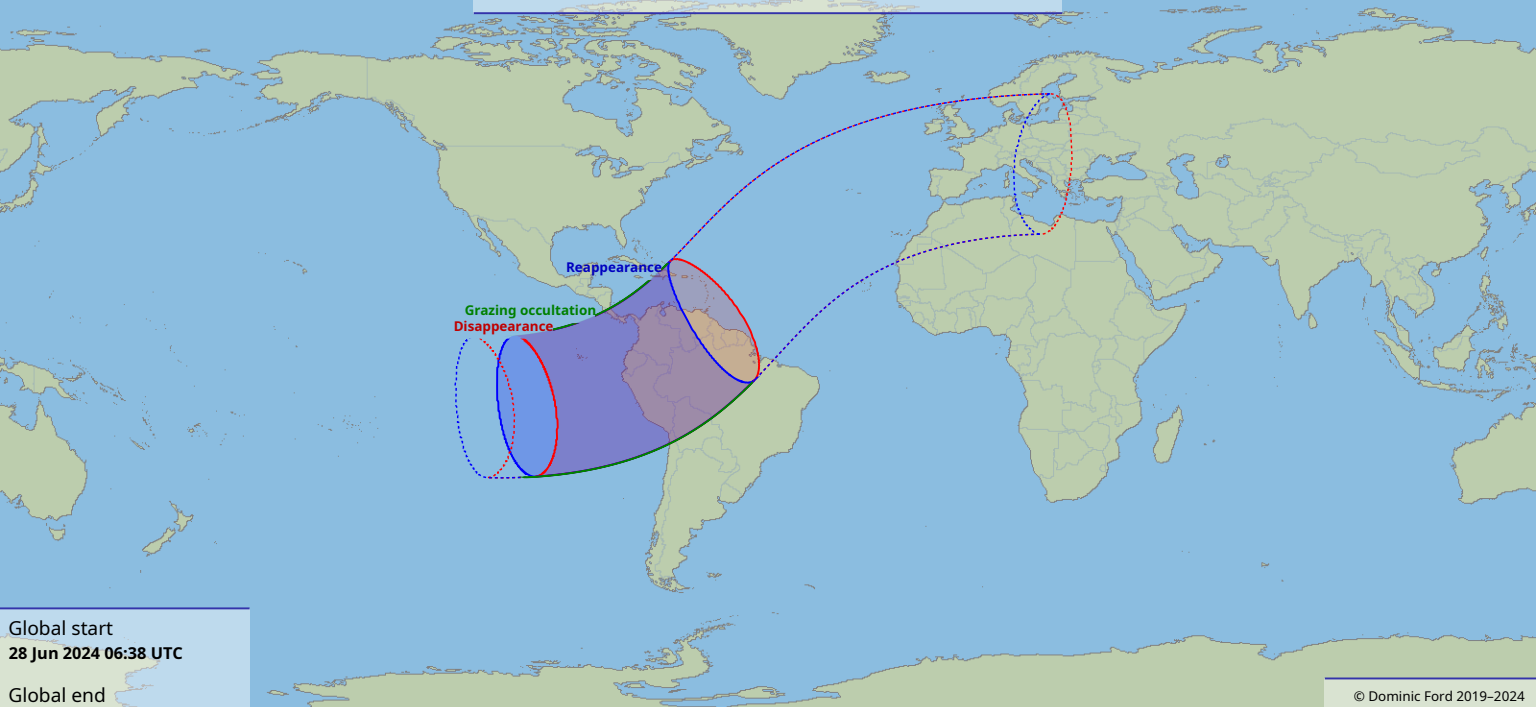 Reappearance
Grazing occultation
Disappearance
Global start
28 Jun 2024 06:38 UTC
Global end
© Dominic Ford 2019–2024